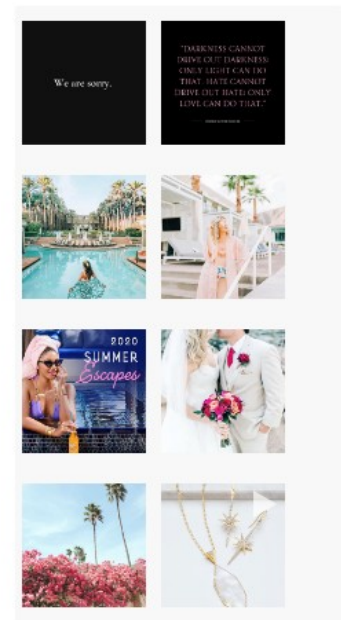 We are sorry.
"DARKNESS CANNOT
DRIVE OUT DARKNESS:
ONLY LIGHT CAN DO
THAT. HATE CANNOT
DRIVE OUT HATE: ONLY
LOVE CAN DO THAT."
2020
SUMMER
Escapes